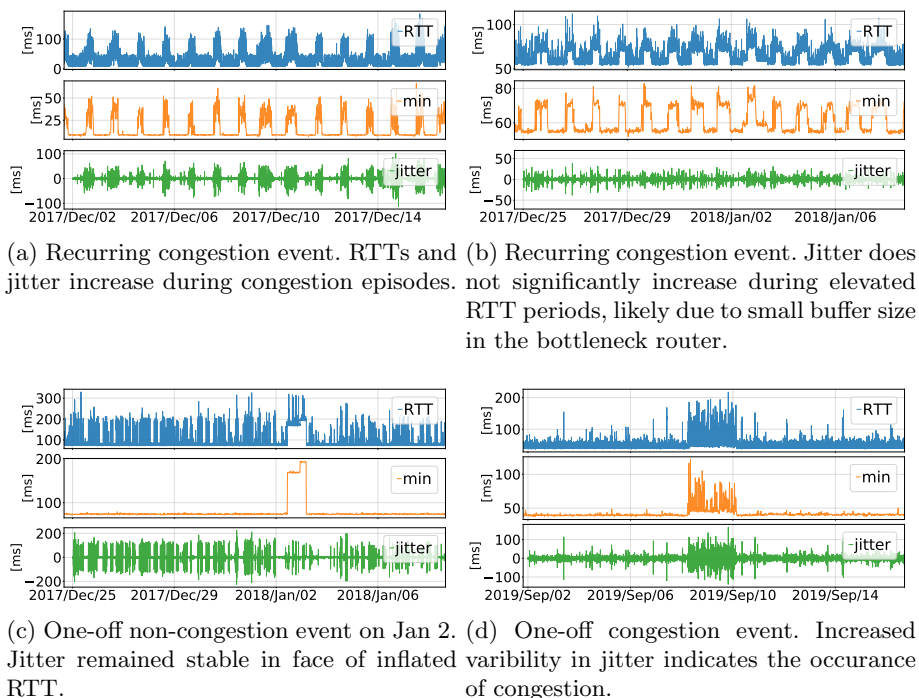 RTT
100
0
[ms]
min
50
25
[ms]
jitter
100
0
−100
[ms]
2017/Dec/02 2017/Dec/06 2017/Dec/10 2017/Dec/14
(a) Recurring congestion event. RTTs and
jitter increase during congestion episodes.
RTT
100
50
[ms]
min
80
60
[ms]
jitter
50
0
−50
[ms]
2017/Dec/25 2017/Dec/29 2018/Jan/02 2018/Jan/06
(b) Recurring congestion event. Jitter does
not significantly increase during elevated
RTT periods, likely due to small buffer size
in the bottleneck router.
RTT
300
200
100
[ms]
min
200
100
[ms]
jitter
200
0
−200
[ms]
2017/Dec/25 2017/Dec/29 2018/Jan/02 2018/Jan/06
(c) One-off non-congestion event on Jan 2.
Jitter remained stable in face of inflated
RTT.
RTT
200
100
[ms]
min
100
50
[ms]
jitter
100
0
−100
[ms]
2019/Sep/02 2019/Sep/06 2019/Sep/10 2019/Sep/14
(d) One-off congestion event. Increased
varibility in jitter indicates the occurance
of congestion.